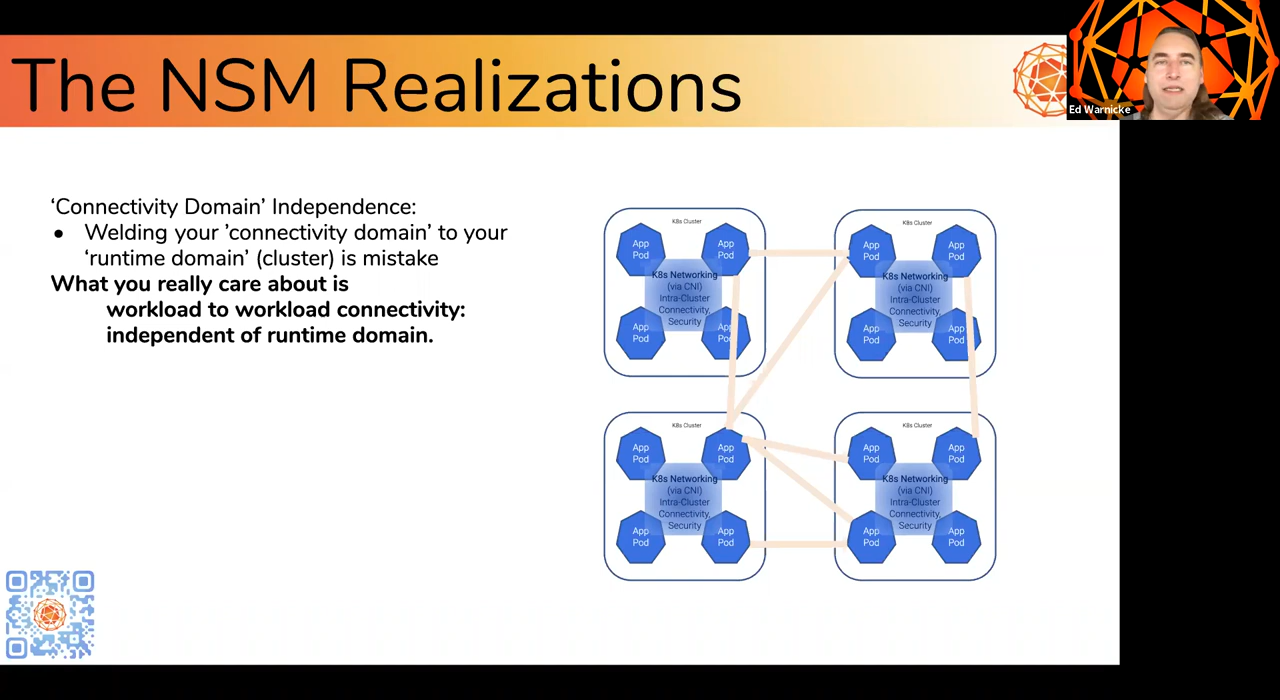 The NSM Realizations
Ed Warnicke
‘Connectivity Domain’ Independence:
● Welding your ’connectivity domain’ to your
‘runtime domain’ (cluster) is mistake
What you really care about is
workload to workload connectivity:
independent of runtime domain.
K8s Cluster
App
Pod
App
Pod
K8s Networking
(via CNI)
Intra-Cluster
Connectivity,
Security
App
Pod
App
Pod
K8s Cluster
App
Pod
App
Pod
K8s Networking
(via CNI)
Intra-Cluster
Connectivity,
Security
App
Pod
App
Pod
K8s Cluster
App
Pod
App
Pod
K8s Networking
(via CNI)
Intra-Cluster
Connectivity,
Security
App
Pod
App
Pod
K8s Cluster
App
Pod
App
Pod
K8s Networking
(via CNI)
Intra-Cluster
Connectivity,
Security
App
Pod
App
Pod